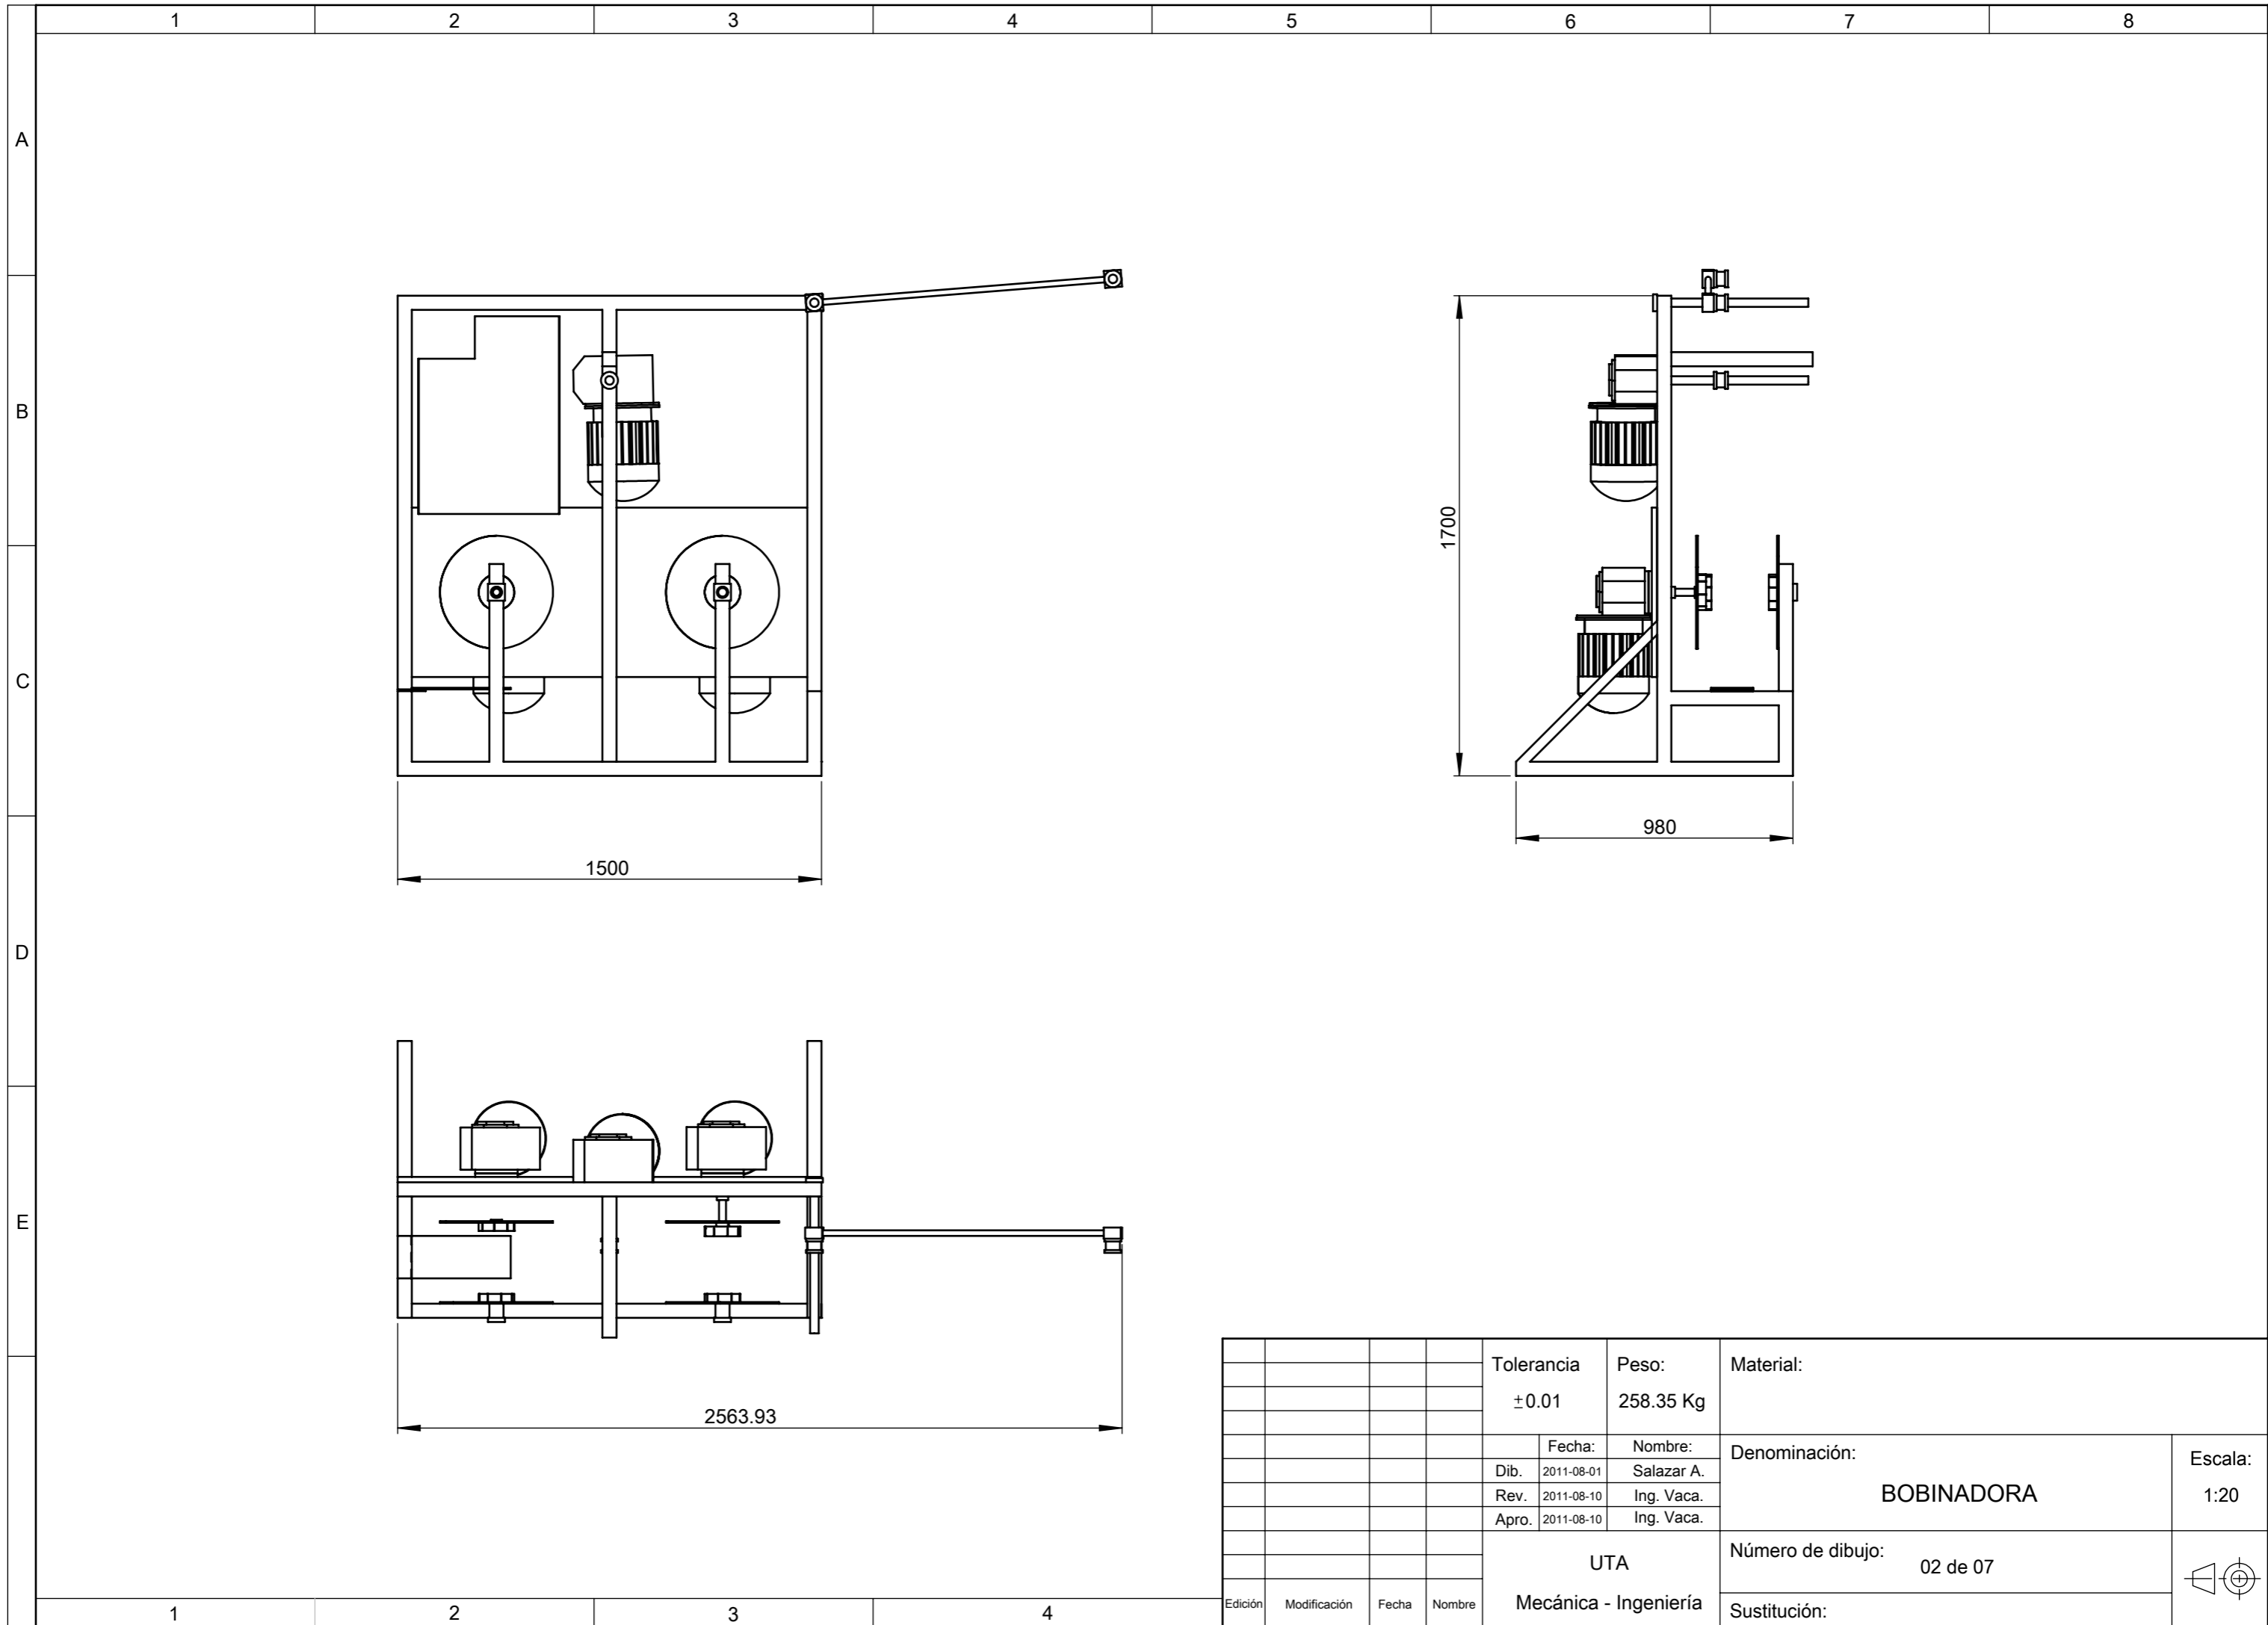 1 2 3 4 5 6 7 8
A
B
C
D
E
1700
980
1500
2563.93
Tolerancia
±0.01
Peso:
258.35 Kg
Material:
Fecha: Nombre:
Dib. 2011-08-01 Salazar A.
Rev. 2011-08-10 Ing. Vaca.
Apro. 2011-08-10 Ing. Vaca.
Denominación:
BOBINADORA
Escala:
1:20
UTA
Mecánica - Ingeniería
Número de dibujo:
02 de 07
Sustitución:
Edición Modificación Fecha Nombre
1 2 3 4